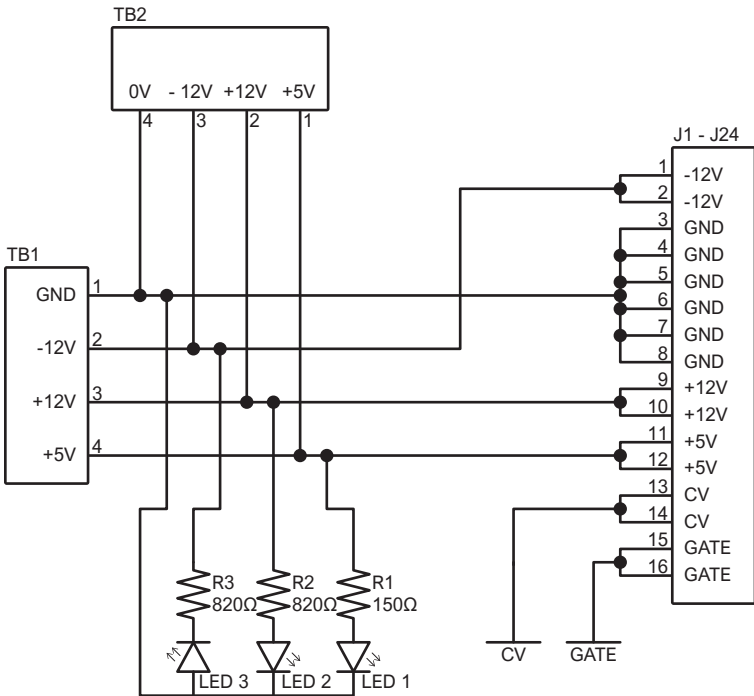 TB2
0V - 12V +12V +5V
4 3 2 1
J1 - J24
1 -12V
2 -12V
3 GND
4 GND
5 GND
6 GND
7 GND
8 GND
9 +12V
10 +12V
11 +5V
12 +5V
13 CV
14 CV
15 GATE
16 GATE
TB1
GND 1
-12V 2
+12V 3
+5V 4
R3
820Ω
R2
820Ω
R1
150Ω
LED 3
LED 2
LED 1
CV
GATE